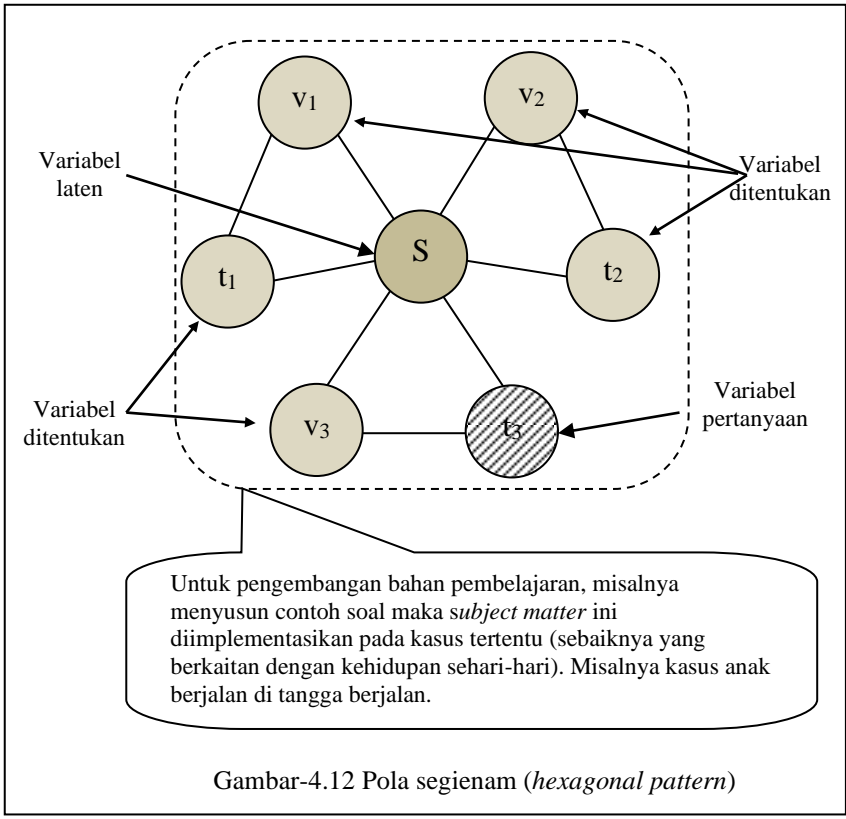 v1
v2
Variabel
laten
Variabel
ditentukan
S
t1
t2
Variabel
ditentukan
v3
t3
Variabel
pertanyaan
Untuk pengembangan bahan pembelajaran, misalnya
menyusun contoh soal maka subject matter ini
diimplementasikan pada kasus tertentu (sebaiknya yang
berkaitan dengan kehidupan sehari-hari). Misalnya kasus anak
berjalan di tangga berjalan.
Gambar-4.12 Pola segienam (hexagonal pattern)